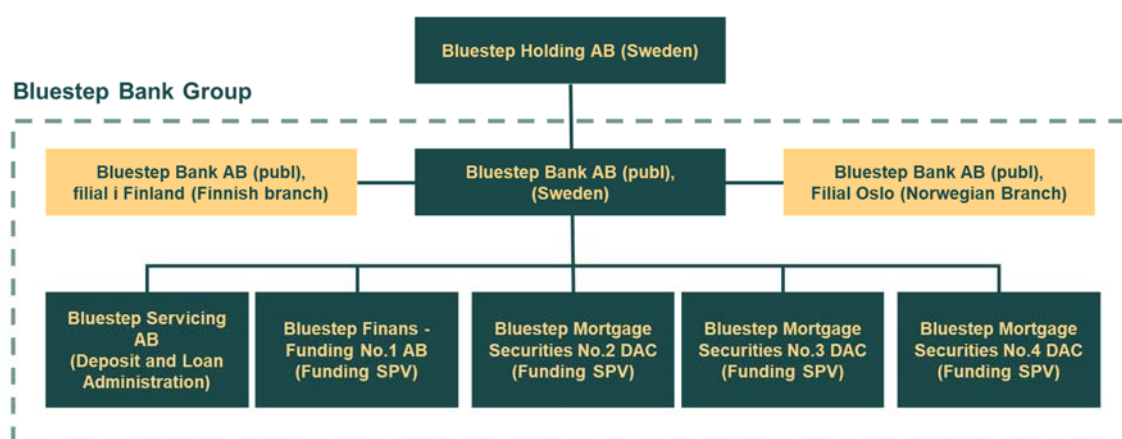 Bluestep Holding AB (Sweden)
Bluestep Bank Group
Bluestep Bank AB (publ),
filial i Finland (Finnish branch)
Bluestep Bank AB (publ),
(Sweden)
Bluestep Bank AB (publ),
Filial Oslo (Norwegian Branch)
Bluestep Servicing
AB
(Deposit and Loan
Administration)
Bluestep Finans -
Funding No.1 AB
(Funding SPV)
Bluestep Mortgage
Securities No.2 DAC
(Funding SPV)
Bluestep Mortgage
Securities No.3 DAC
(Funding SPV)
Bluestep Mortgage
Securities No.4 DAC
(Funding SPV)